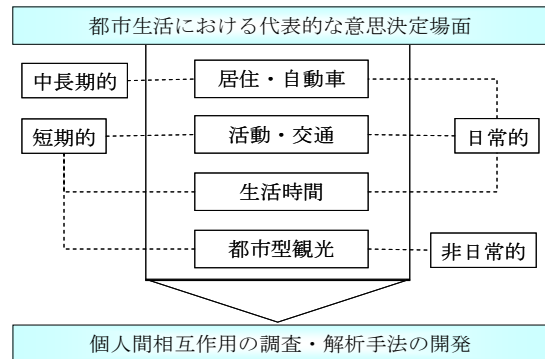 都市生活における代表的な意思決定場面
中長期的
居住・自動車
短期的
活動・交通
日常的
生活時間
都市型観光
非日常的
個人間相互作用の調査・解析手法の開発